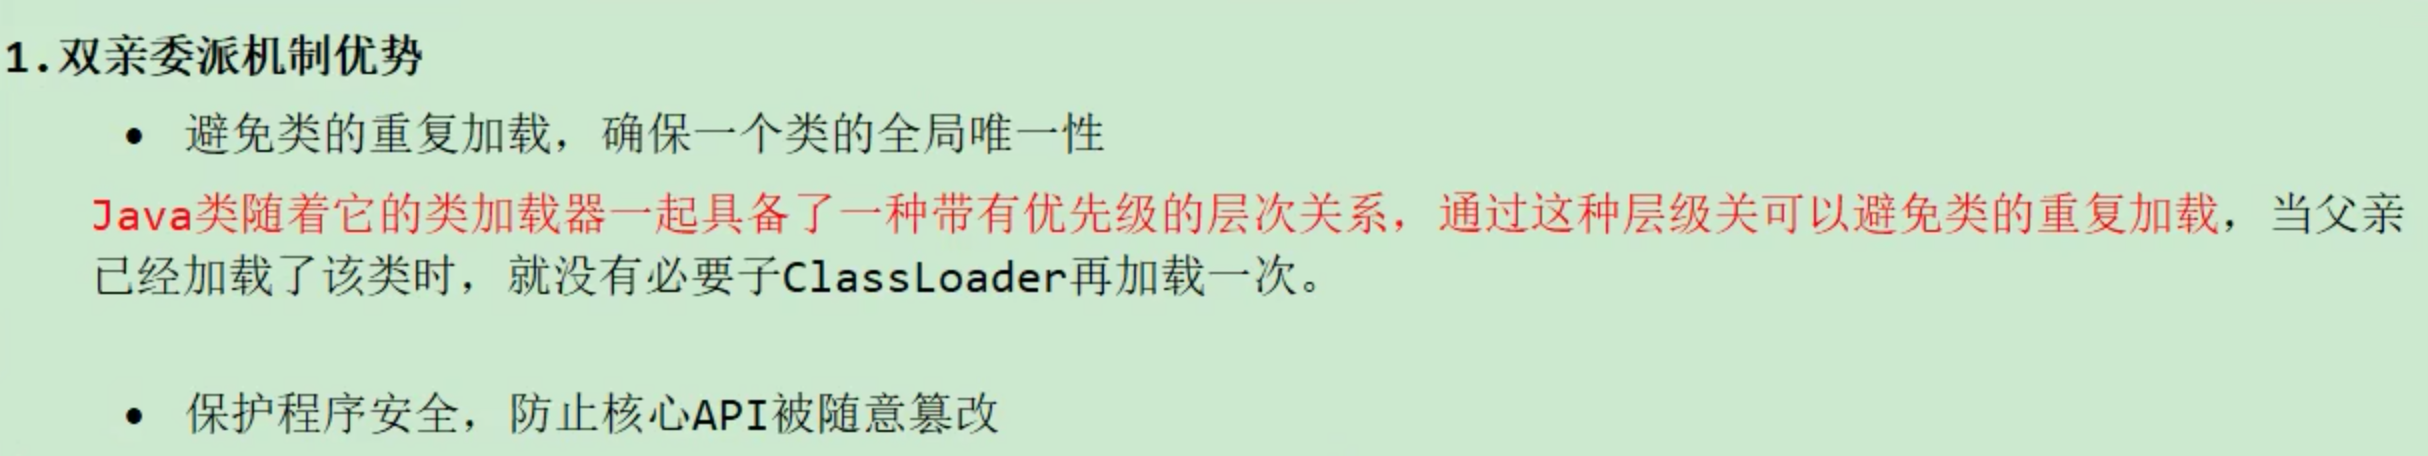 1.双亲委派机制优势
• 避免类的重复加载，确保一个类的全局唯一性
Java类随着它的类加载器一起具备了一种带有优先级的层次关系，通过这种层级关可以避免类的重复加载，当父亲
已经加载了该类时，就没有必要子ClassLoader再加载一次。
• 保护程序安全，防止核心API被随意篡改